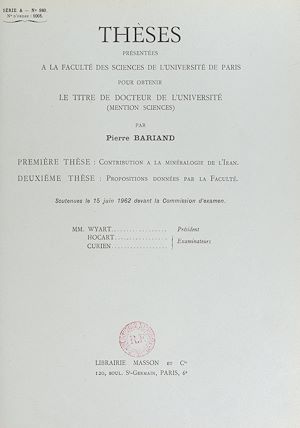 SÉRIE A - N° 980.
N° D'ORDRE : 1005.
THÈSES
PRÉSENTÉES
A LA FACULTÉ DES SCIENCES DE L'UNIVERSITÉ DE PARIS
POUR OBTENIR
LE TITRE DE DOCTEUR DE L'UNIVERSITÉ
(MENTION SCIENCES)
PAR
Pierre BARIAND
PREMIÈRE THÈSE : CONTRIBUTION A LA MINÉRALOGIE DE L'IRAN.
DEUXIÈME THÈSE : PROPOSITIONS DONNÉES PAR LA FACULTÉ.
Soutenues le 15 juin 1962 devant la Commission d'examen.
MM. WYART................. Président
HOCART............... } Examinateurs
CURIEN...............
R.F.
LIBRAIRIE MASSON ET Cie
120, BOUL. St-GERMAIN, PARIS, 6e